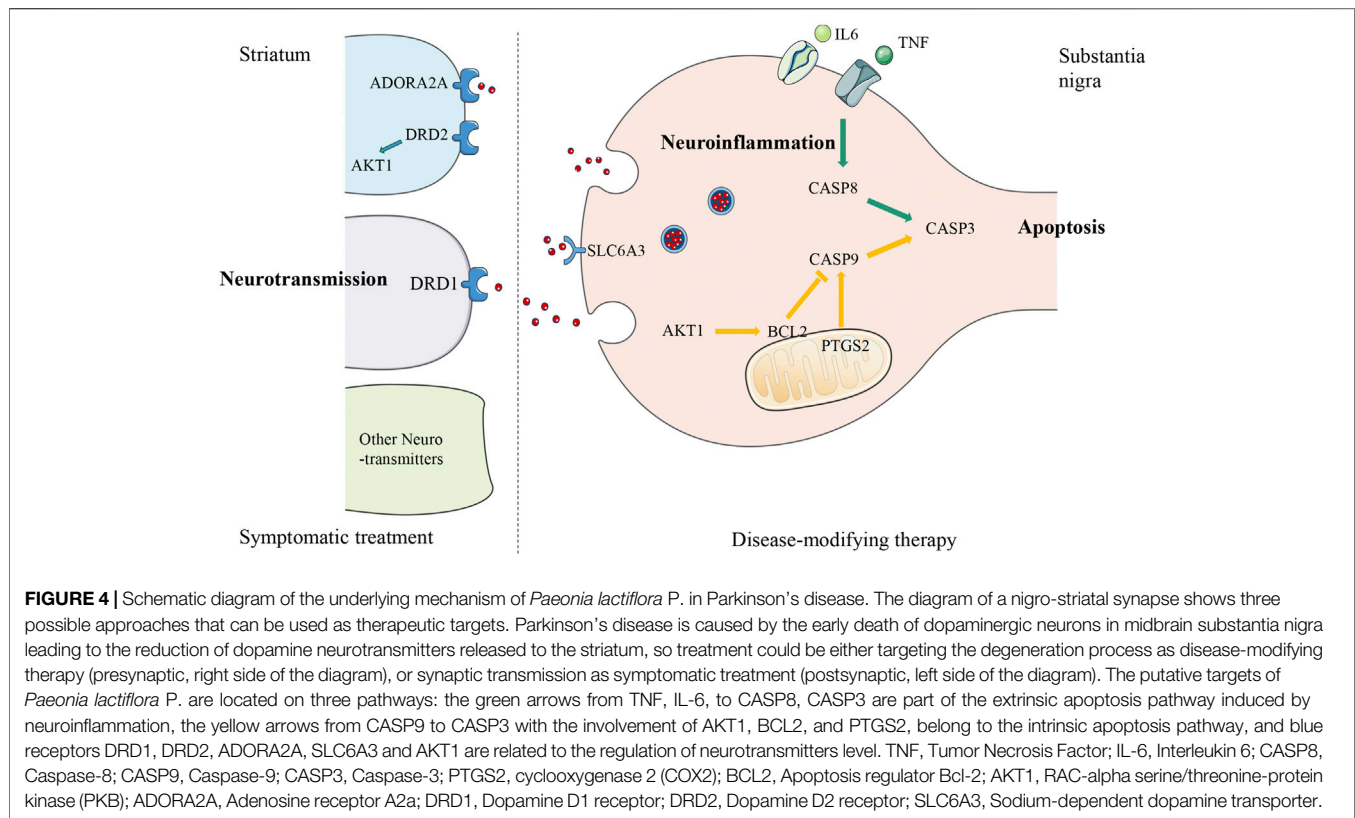 Striatum
ADORA2A
DRD2
AKT1
Neurotransmission
DRD1
Other Neuro
-transmitters
Symptomatic treatment
IL6
TNF
Substantia
nigra
Neuroinflammation
CASP8
CASP3
Apoptosis
SLC6A3
CASP9
AKT1
BCL2
PTGS2
Disease-modifying therapy
FIGURE 4 | Schematic diagram of the underlying mechanism of Paeonia lactiflora P. in Parkinson’s disease. The diagram of a nigro-striatal synapse shows three
possible approaches that can be used as therapeutic targets. Parkinson’s disease is caused by the early death of dopaminergic neurons in midbrain substantia nigra
leading to the reduction of dopamine neurotransmitters released to the striatum, so treatment could be either targeting the degeneration process as disease-modifying
therapy (presynaptic, right side of the diagram), or synaptic transmission as symptomatic treatment (postsynaptic, left side of the diagram). The putative targets of
Paeonia lactiflora P. are located on three pathways: the green arrows from TNF, IL-6, to CASP8, CASP3 are part of the extrinsic apoptosis pathway induced by
neuroinflammation, the yellow arrows from CASP9 to CASP3 with the involvement of AKT1, BCL2, and PTGS2, belong to the intrinsic apoptosis pathway, and blue
receptors DRD1, DRD2, ADORA2A, SLC6A3 and AKT1 are related to the regulation of neurotransmitters level. TNF, Tumor Necrosis Factor; IL-6, Interleukin 6; CASP8,
Caspase-8; CASP9, Caspase-9; CASP3, Caspase-3; PTGS2, cyclooxygenase 2 (COX2); BCL2, Apoptosis regulator Bcl-2; AKT1, RAC-alpha serine/threonine-protein
kinase (PKB); ADORA2A, Adenosine receptor A2a; DRD1, Dopamine D1 receptor; DRD2, Dopamine D2 receptor; SLC6A3, Sodium-dependent dopamine transporter.